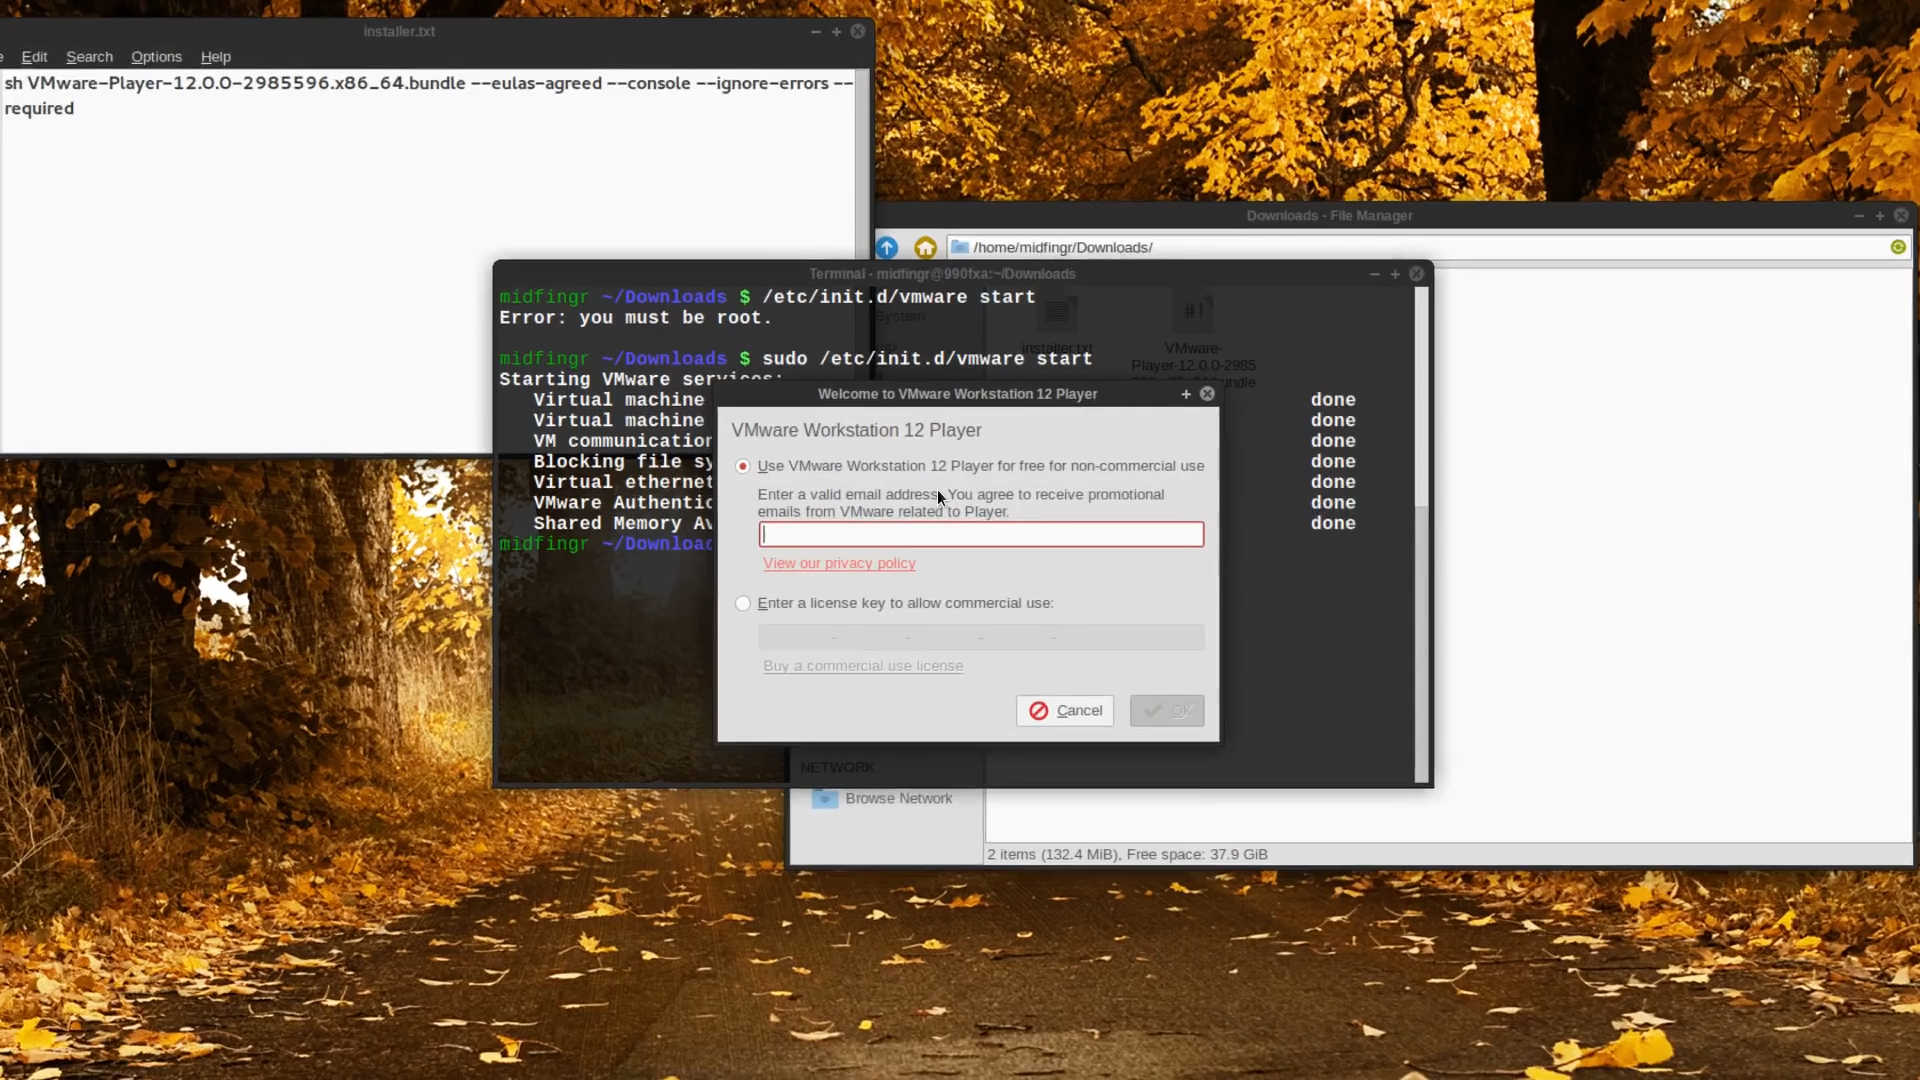 installer.txt
Edit Search Options Help
sh VMware-Player-12.0.0-2985596.x86_64.bundle --eulas-agreed --console --ignore-errors --
required
Downloads - File Manager
/home/midfingr/Downloads/
Terminal - midfingr@990fxa:~/Downloads
midfingr ~/Downloads $ /etc/init.d/vmware start
Error: you must be root.
midfingr ~/Downloads $ sudo /etc/init.d/vmware start
Starting VMware services:
Virtual machine done
Virtual machine done
VM communication done
Blocking file sy done
Virtual ethernet done
VMware Authentic done
Shared Memory Av done
midfingr ~/Downloac
System
installer.txt
VMware-
Player-12.0.0-2985
Welcome to VMware Workstation 12 Player
VMware Workstation 12 Player
Use VMware Workstation 12 Player for free for non-commercial use
Enter a valid email address. You agree to receive promotional
emails from VMware related to Player.
View our privacy policy
Enter a license key to allow commercial use:
Buy a commercial use license
Cancel OK
NETWORK
Browse Network
2 items (132.4 MiB), Free space: 37.9 GiB